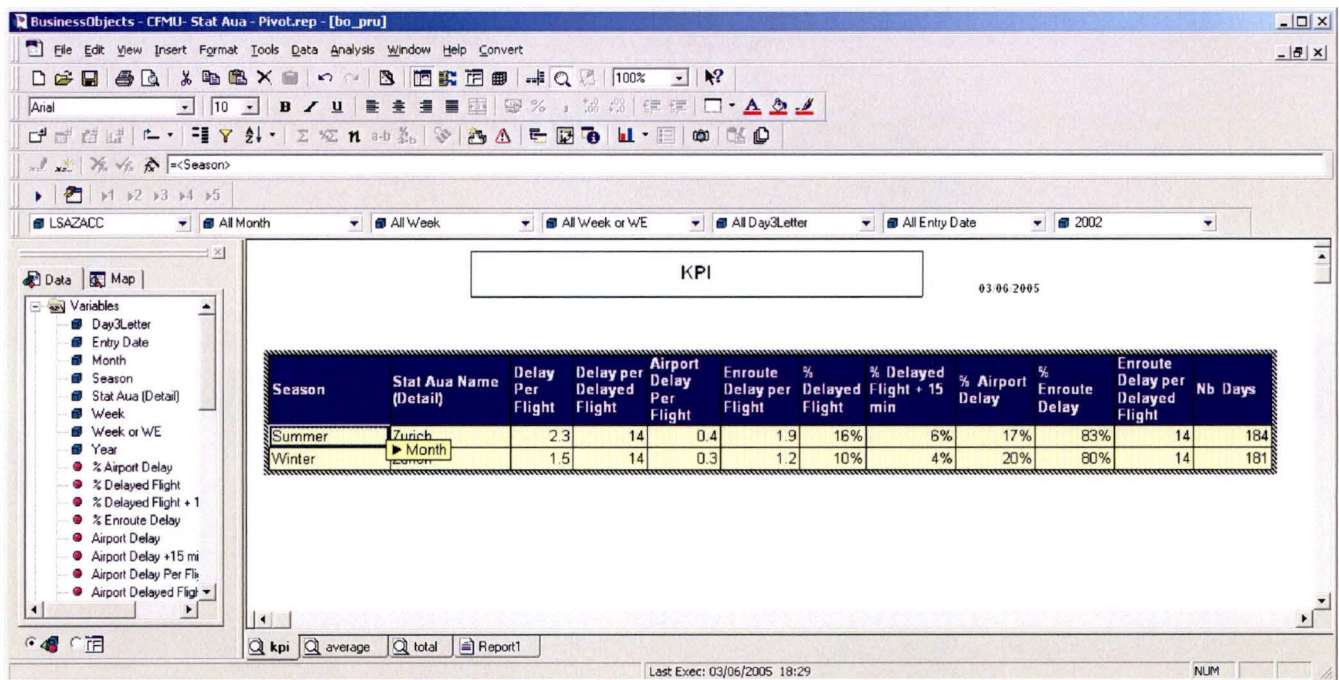 BusinessObjects - CFMU- Stat Aua - Pivot.rep - [bo_pru]
File Edit View Insert Format Tools Data Analysis Window Help Convert
100%
Arial 10 B I U
=<Season>
1 2 3 4 5
LSAZACC All Month All Week All Week or WE All Day3Letter All Entry Date 2002
Data Map
Variables
Day3Letter
Entry Date
Month
Season
Stat Aua (Detail)
Week
Week or WE
Year
% Airport Delay
% Delayed Flight
% Delayed Flight + 1
% Enroute Delay
Airport Delay
Airport Delay +15 mi
Airport Delay Per Flig
Airport Delayed Fligh
KPI
03/06/2005
Season Stat Aua Name (Detail) Delay Per Flight Delay per Delayed Flight Airport Delay Per Flight Enroute Delay per Flight % Delayed Flight % Delayed Flight + 15 min % Airport Delay % Enroute Delay Enroute Delay per Delayed Flight Nb Days
Summer Zurich 2.3 14 0.4 1.9 16% 6% 17% 83% 14 184
Month
Winter Zurich 1.5 14 0.3 1.2 10% 4% 20% 80% 14 181
kpi average total Report1
Last Exec: 03/06/2005 18:29 NUM